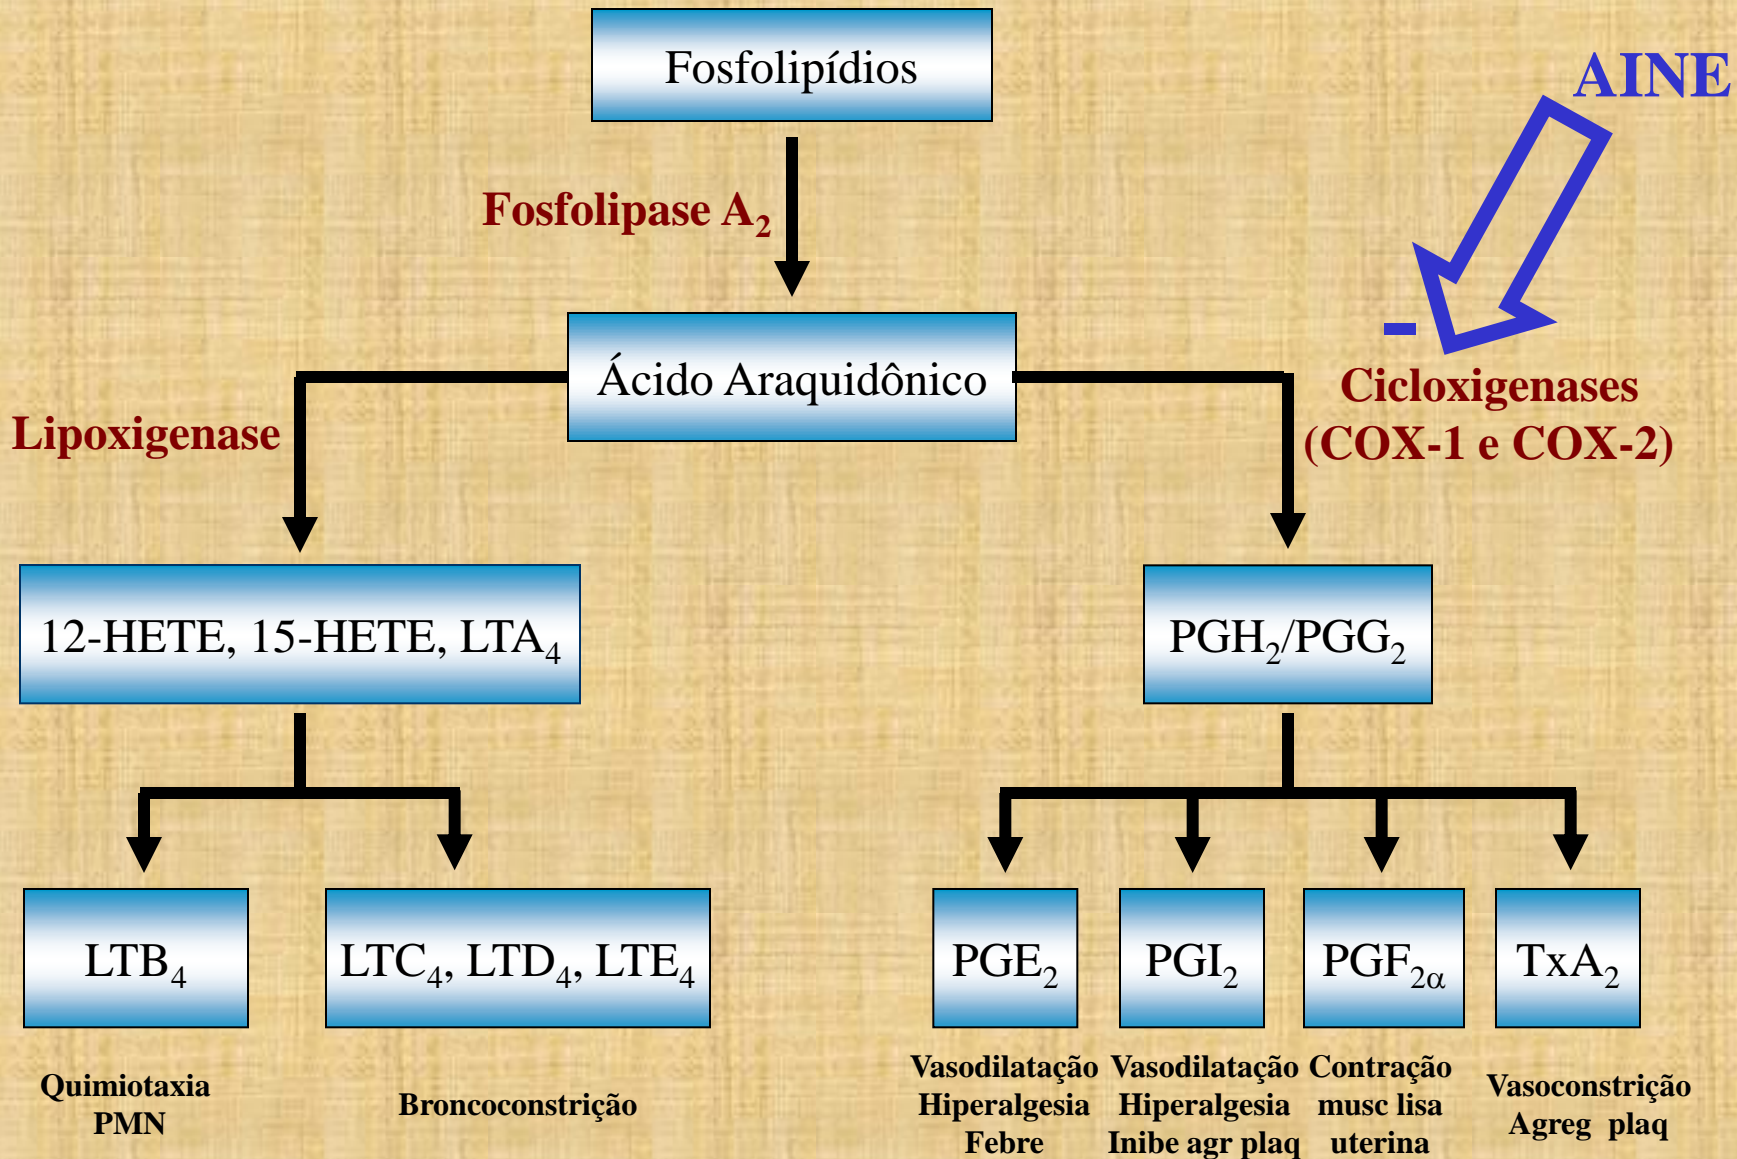 Fosfolipídios
AINE
Fosfolipase A₂
-
Ácido Araquidônico
Cicloxigenases
(COX-1 e COX-2)
Lipoxigenase
12-HETE, 15-HETE, LTA₄
PGH₂/PGG₂
LTB₄
LTC₄, LTD₄, LTE₄
PGE₂
PGI₂
PGF₂α
TxA₂
Quimiotaxia
PMN
Broncoconstrição
Vasodilatação
Hiperalgesia
Febre
Vasodilatação
Hiperalgesia
Inibe agr plaq
Contração
musc lisa
uterina
Vasoconstrição
Agreg plaq